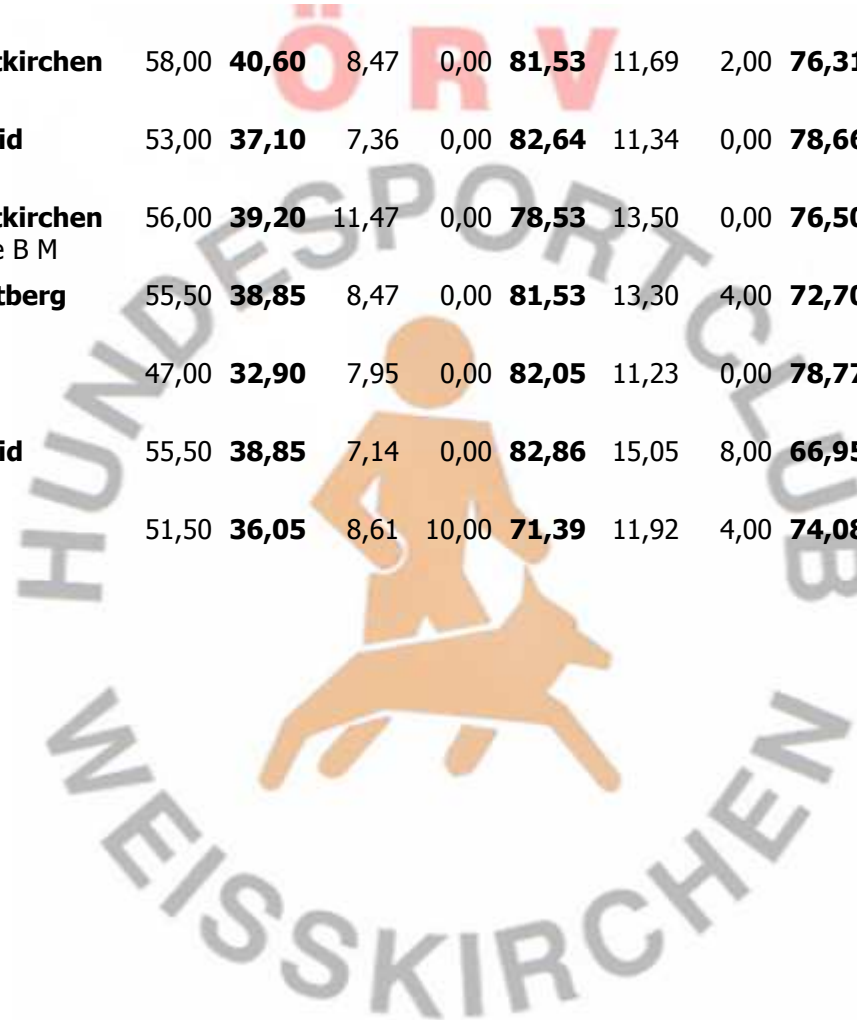 ÖRV
tkirchen 58,00 40,60 8,47 0,00 81,53 11,69 2,00 76,31
id 53,00 37,10 7,36 0,00 82,64 11,34 0,00 78,66
tkirchen 56,00 39,20 11,47 0,00 78,53 13,50 0,00 76,50
e B M
tberg 55,50 38,85 8,47 0,00 81,53 13,30 4,00 72,70
47,00 32,90 7,95 0,00 82,05 11,23 0,00 78,77
id 55,50 38,85 7,14 0,00 82,86 15,05 8,00 66,95
51,50 36,05 8,61 10,00 71,39 11,92 4,00 74,08
HUNDESPORTCLUB
WEISSKIRCHEN